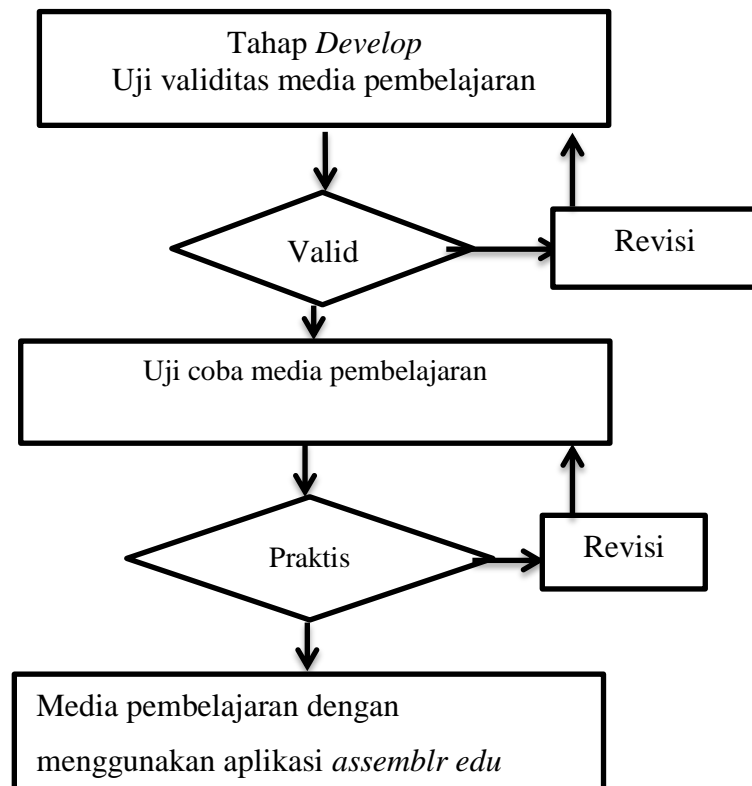 Tahap Develop
Uji validitas media pembelajaran
Valid
Revisi
Uji coba media pembelajaran
Praktis
Revisi
Media pembelajaran dengan
menggunakan aplikasi assemblr edu